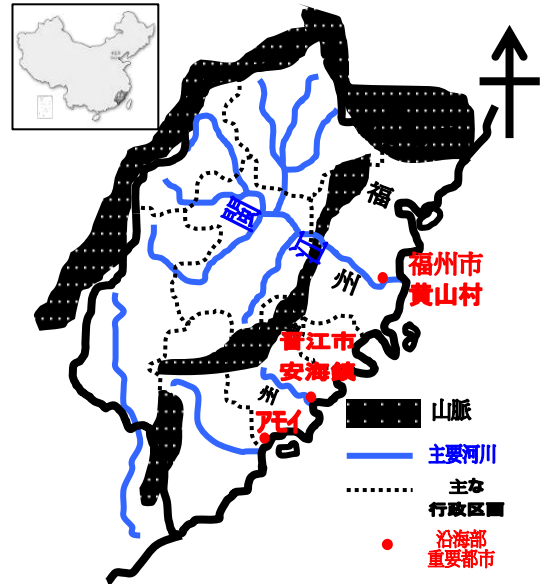 福
閩
江
州
福州市
黄山村
晋江市
安海鎮
州
アモイ
山脈
主要河川
主な
行政区画
沿海部
重要都市